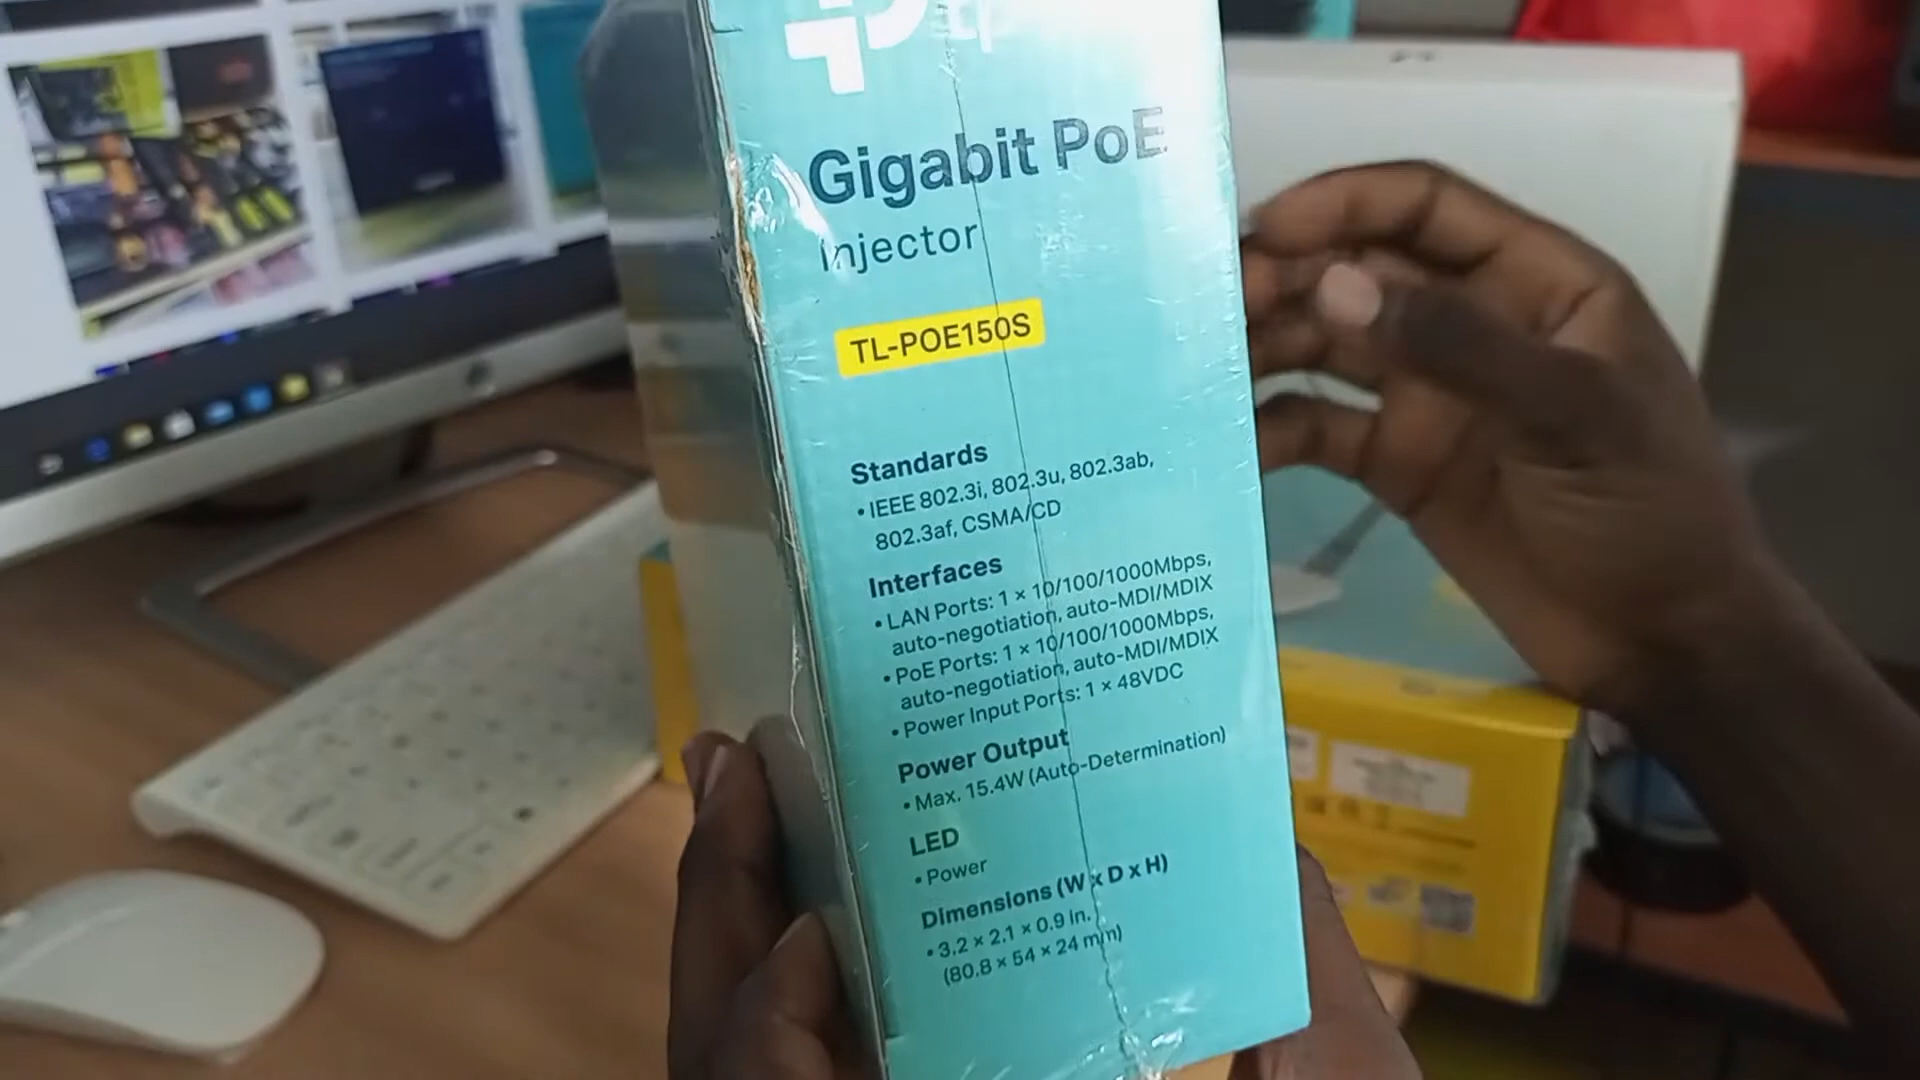 Gigabit PoE
Injector
TL-POE150S
Standards
• IEEE 802.3i, 802.3u, 802.3ab,
802.3af, CSMA/CD
Interfaces
• LAN Ports: 1 × 10/100/1000Mbps,
auto-negotiation, auto-MDI/MDIX
• PoE Ports: 1 × 10/100/1000Mbps,
auto-negotiation, auto-MDI/MDIX
• Power Input Ports: 1 × 48VDC
Power Output
• Max. 15.4W (Auto-Determination)
LED
• Power
Dimensions (W x D x H)
• 3.2 × 2.1 × 0.9 in.
(80.8 × 54 × 24 mm)